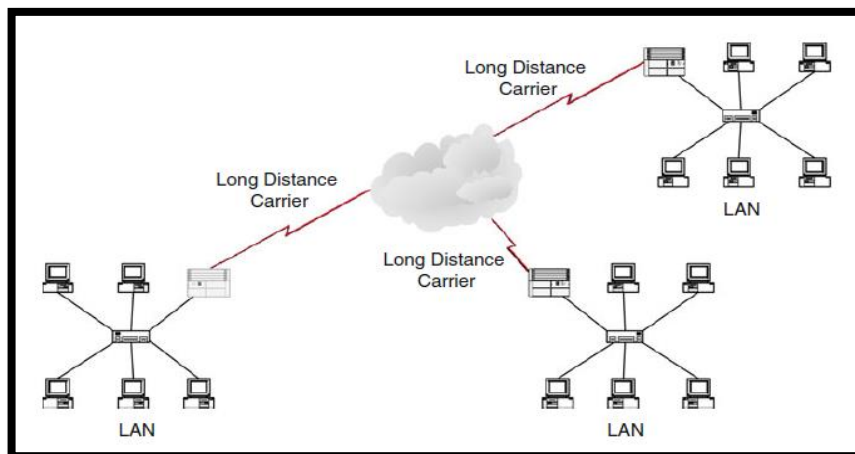 Long Distance
Carrier
LAN
Long Distance
Carrier
Long Distance
Carrier
LAN
LAN